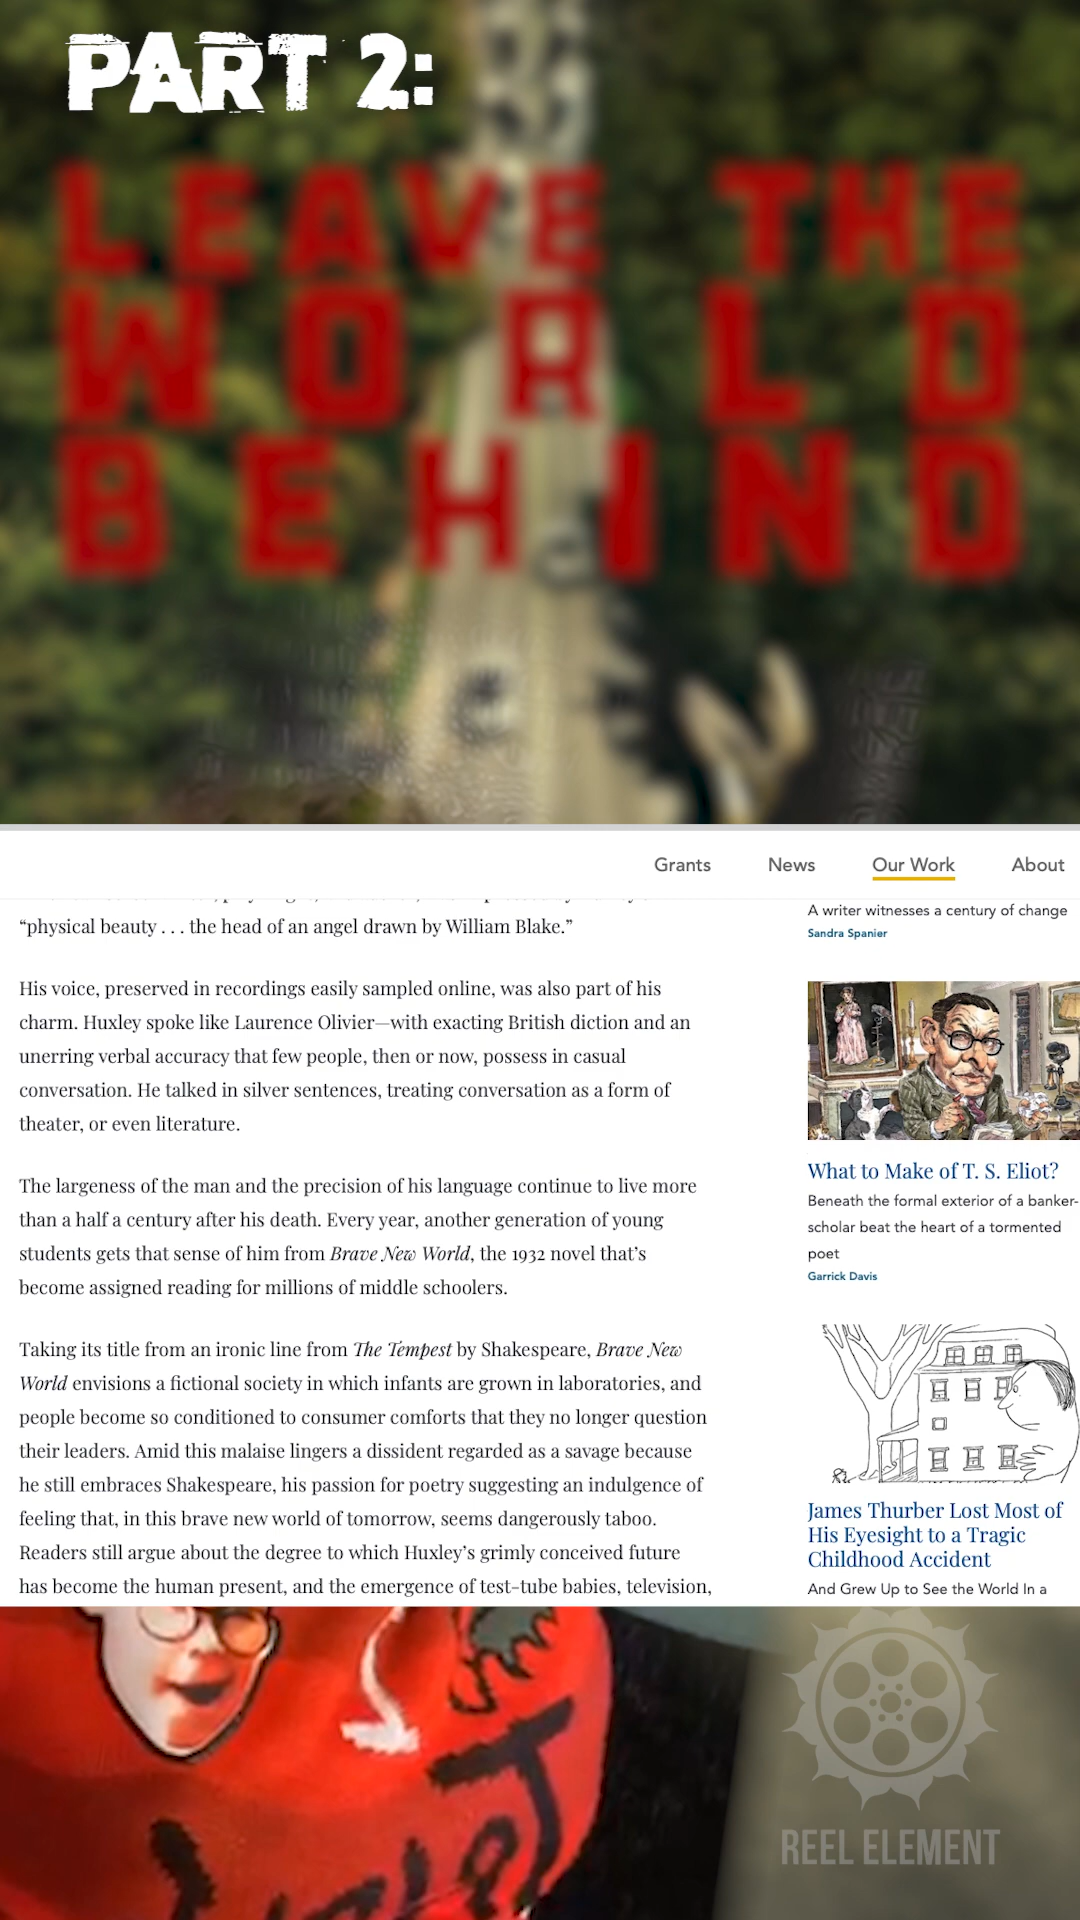 PART 2:
LEAVE THE
WORLD
BEHIND
Grants News Our Work About
“physical beauty . . . the head of an angel drawn by William Blake.”
His voice, preserved in recordings easily sampled online, was also part of his
charm. Huxley spoke like Laurence Olivier—with exacting British diction and an
unerring verbal accuracy that few people, then or now, possess in casual
conversation. He talked in silver sentences, treating conversation as a form of
theater, or even literature.
The largeness of the man and the precision of his language continue to live more
than a half a century after his death. Every year, another generation of young
students gets that sense of him from Brave New World, the 1932 novel that’s
become assigned reading for millions of middle schoolers.
Taking its title from an ironic line from The Tempest by Shakespeare, Brave New
World envisions a fictional society in which infants are grown in laboratories, and
people become so conditioned to consumer comforts that they no longer question
their leaders. Amid this malaise lingers a dissident regarded as a savage because
he still embraces Shakespeare, his passion for poetry suggesting an indulgence of
feeling that, in this brave new world of tomorrow, seems dangerously taboo.
Readers still argue about the degree to which Huxley’s grimly conceived future
has become the human present, and the emergence of test-tube babies, television,
A writer witnesses a century of change
Sandra Spanier
What to Make of T. S. Eliot?
Beneath the formal exterior of a banker-
scholar beat the heart of a tormented
poet
Garrick Davis
James Thurber Lost Most of
His Eyesight to a Tragic
Childhood Accident
And Grew Up to See the World In a
REEL ELEMENT